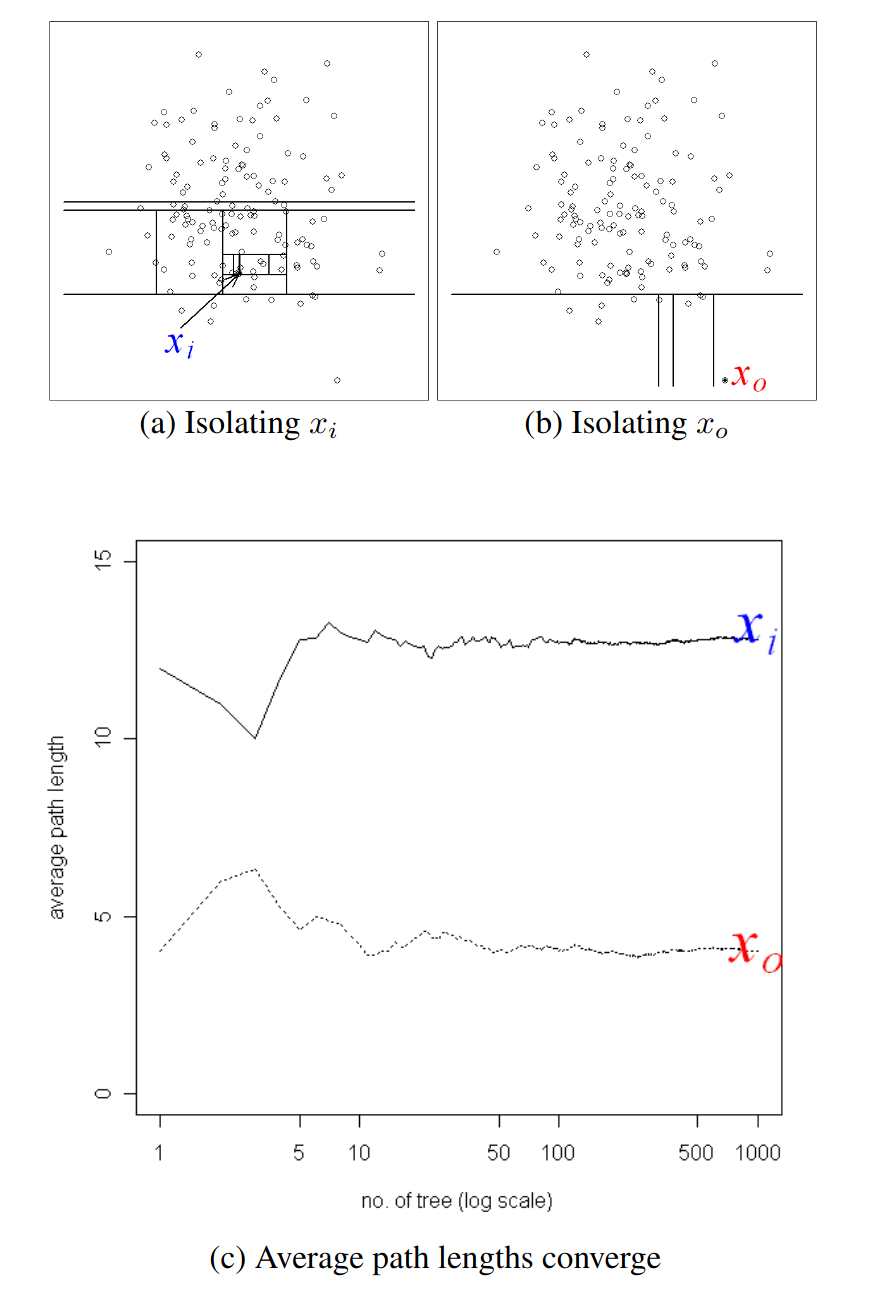 x_i
x_o
(a) Isolating x_i
(b) Isolating x_o
15
10
5
0
average path length
x_i
x_o
1 5 10 50 100 500 1000
no. of tree (log scale)
(c) Average path lengths converge